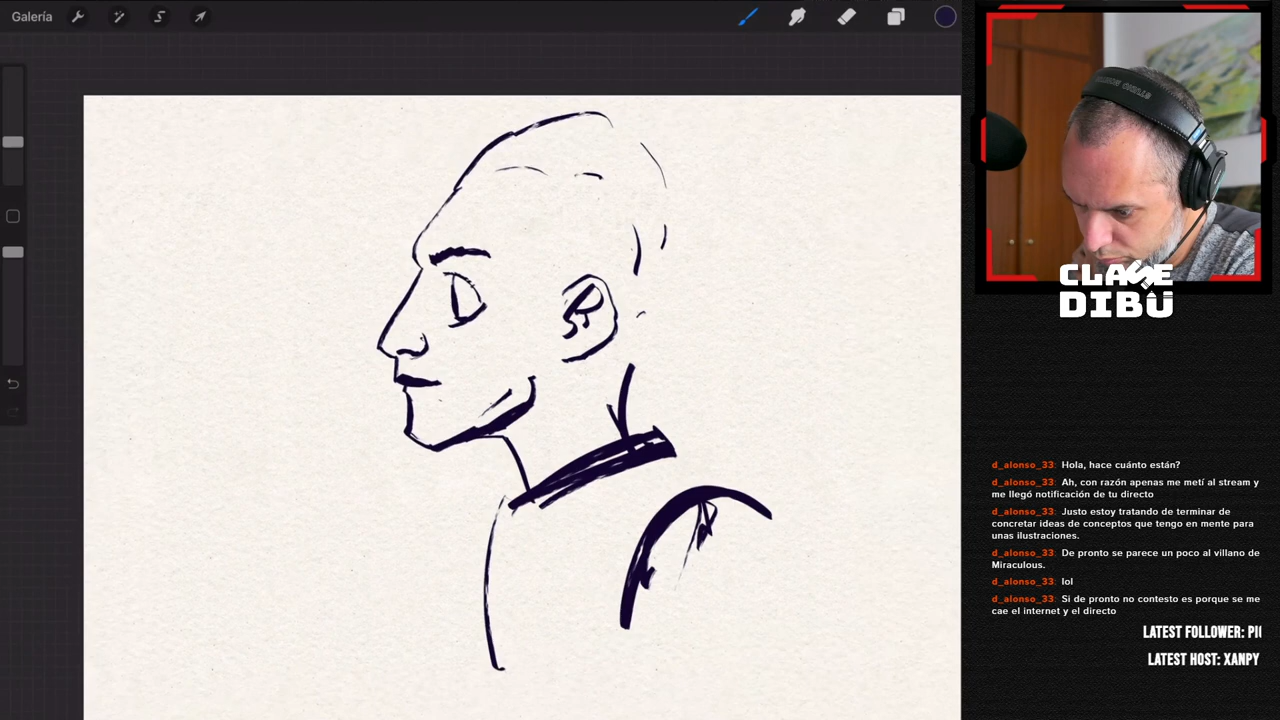 Galería
CLASE
DIBU
d_alonso_33: Hola, hace cuánto están?
d_alonso_33: Ah, con razón apenas me metí al stream y
me llegó notificación de tu directo
d_alonso_33: Justo estoy tratando de terminar de
concretar ideas de conceptos que tengo en mente para
unas ilustraciones.
d_alonso_33: De pronto se parece un poco al villano de
Miraculous.
d_alonso_33: lol
d_alonso_33: Si de pronto no contesto es porque se me
cae el internet y el directo
LATEST FOLLOWER: PI
LATEST HOST: XANPY